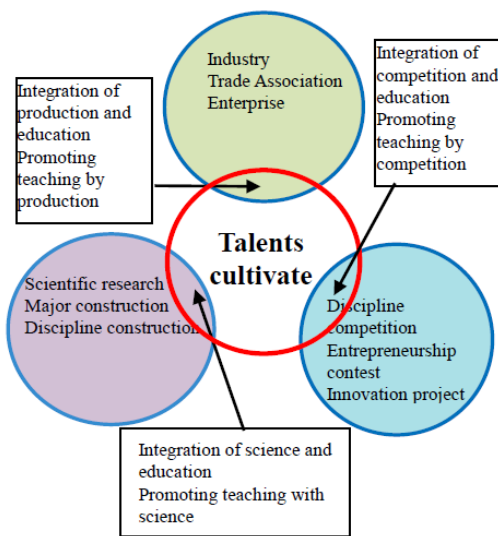 Industry
Trade Association
Enterprise
Integration of
competition and
education
Promoting
teaching by
competition
Integration of
production and
education
Promoting
teaching by
production
Talents
cultivate
Scientific research
Major construction
Discipline construction
Discipline
competition
Entrepreneurship
contest
Innovation project
Integration of science and
education
Promoting teaching with
science